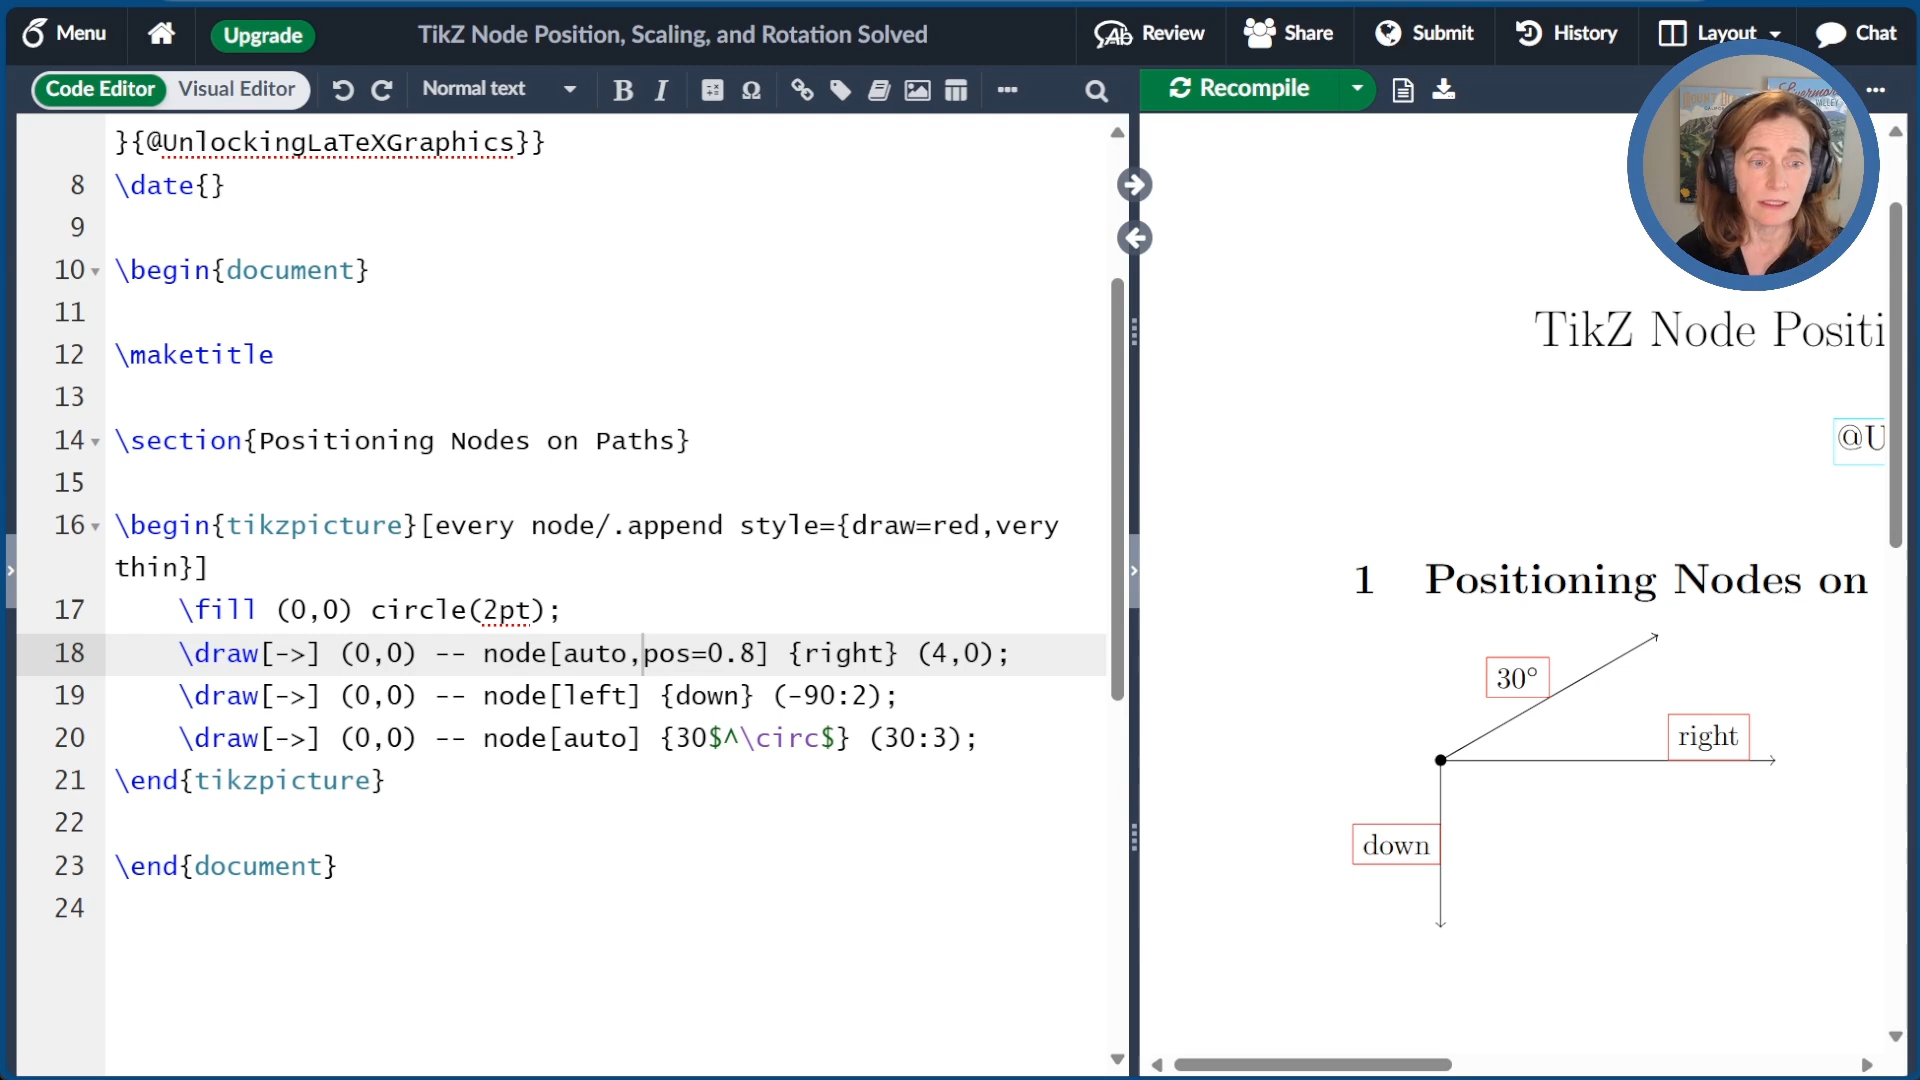 Menu
Upgrade
TikZ Node Position, Scaling, and Rotation Solved
Review
Share
Submit
History
Layout
Chat
Code Editor
Visual Editor
Normal text
B I
Ω
Recompile
}{@UnlockingLaTeXGraphics}}
8 \date{}
9
10 \begin{document}
11
12 \maketitle
13
14 \section{Positioning Nodes on Paths}
15
16 \begin{tikzpicture}[every node/.append style={draw=red,very
thin}]
17 \fill (0,0) circle(2pt);
18 \draw[->] (0,0) -- node[auto,pos=0.8] {right} (4,0);
19 \draw[->] (0,0) -- node[left] {down} (-90:2);
20 \draw[->] (0,0) -- node[auto] {30$^\circ$} (30:3);
21 \end{tikzpicture}
22
23 \end{document}
24
TikZ Node Positi
@U
1 Positioning Nodes on
30°
right
down